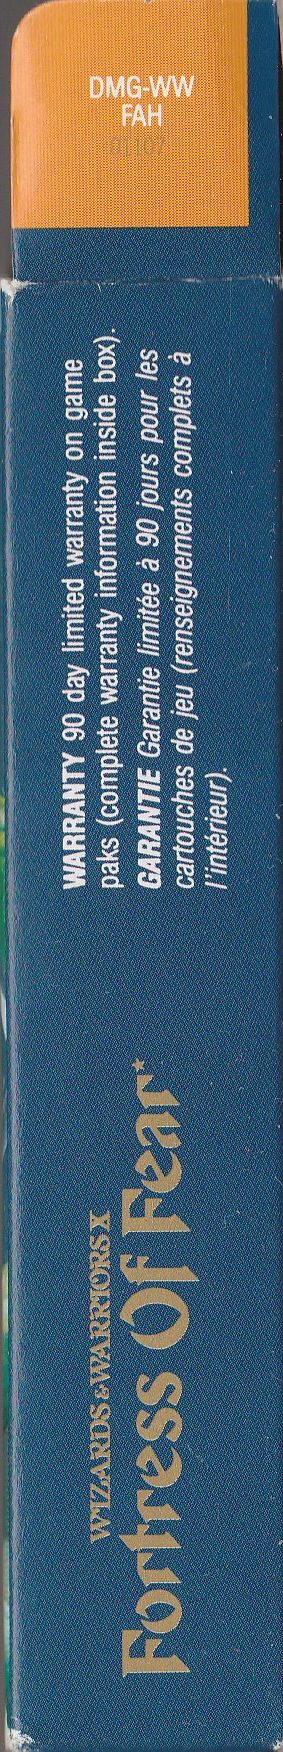 DMG-WW
FAH
01107
WARRANTY 90 day limited warranty on game
paks (complete warranty information inside box).
GARANTIE Garantie limitée à 90 jours pour les
cartouches de jeu (renseignements complets à
l'intérieur).
WIZARDS & WARRIORS X
Fortress Of Fear*